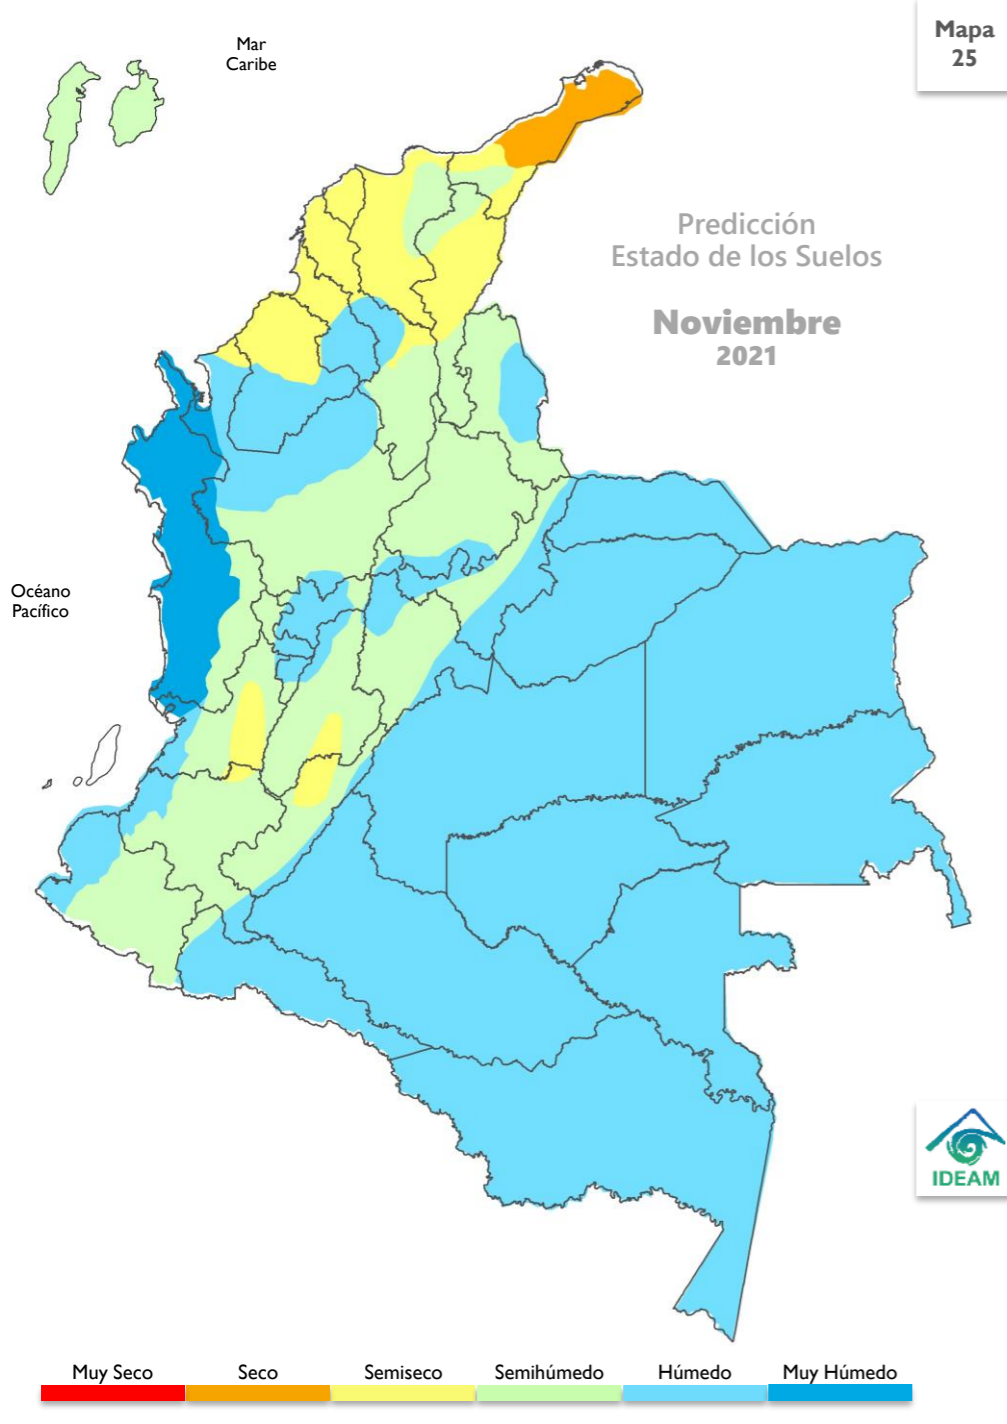 Mapa
25
Mar
Caribe
Predicción
Estado de los Suelos
Noviembre
2021
Océano
Pacífico
IDEAM
Muy Seco
Seco
Semiseco
Semihúmedo
Húmedo
Muy Húmedo